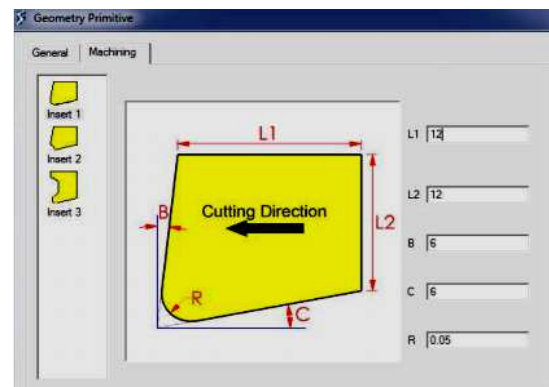 Geometry Primitive
General Machining
Insert 1
Insert 2
Insert 3
L1
B
Cutting Direction
L2
R
C
L1 12
L2 12
B 6
C 6
R 0.05